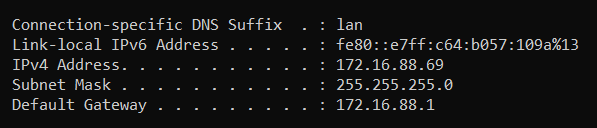 Connection-specific DNS Suffix  . : lan
Link-local IPv6 Address . . . . . : fe80::e7ff:c64:b057:109a%13
IPv4 Address. . . . . . . . . . . : 172.16.88.69
Subnet Mask . . . . . . . . . . . : 255.255.255.0
Default Gateway . . . . . . . . . : 172.16.88.1